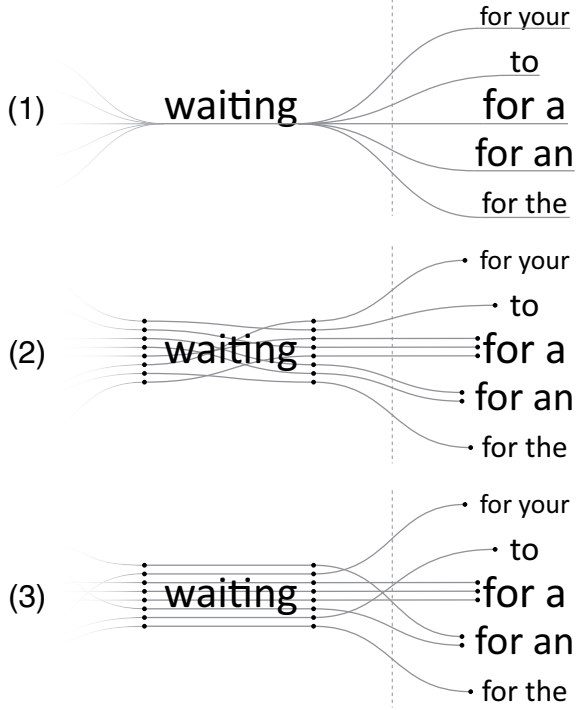 for your
to
(1) waiting for a
for an
for the
for your
to
(2) waiting for a
for an
for the
for your
to
(3) waiting for a
for an
for the